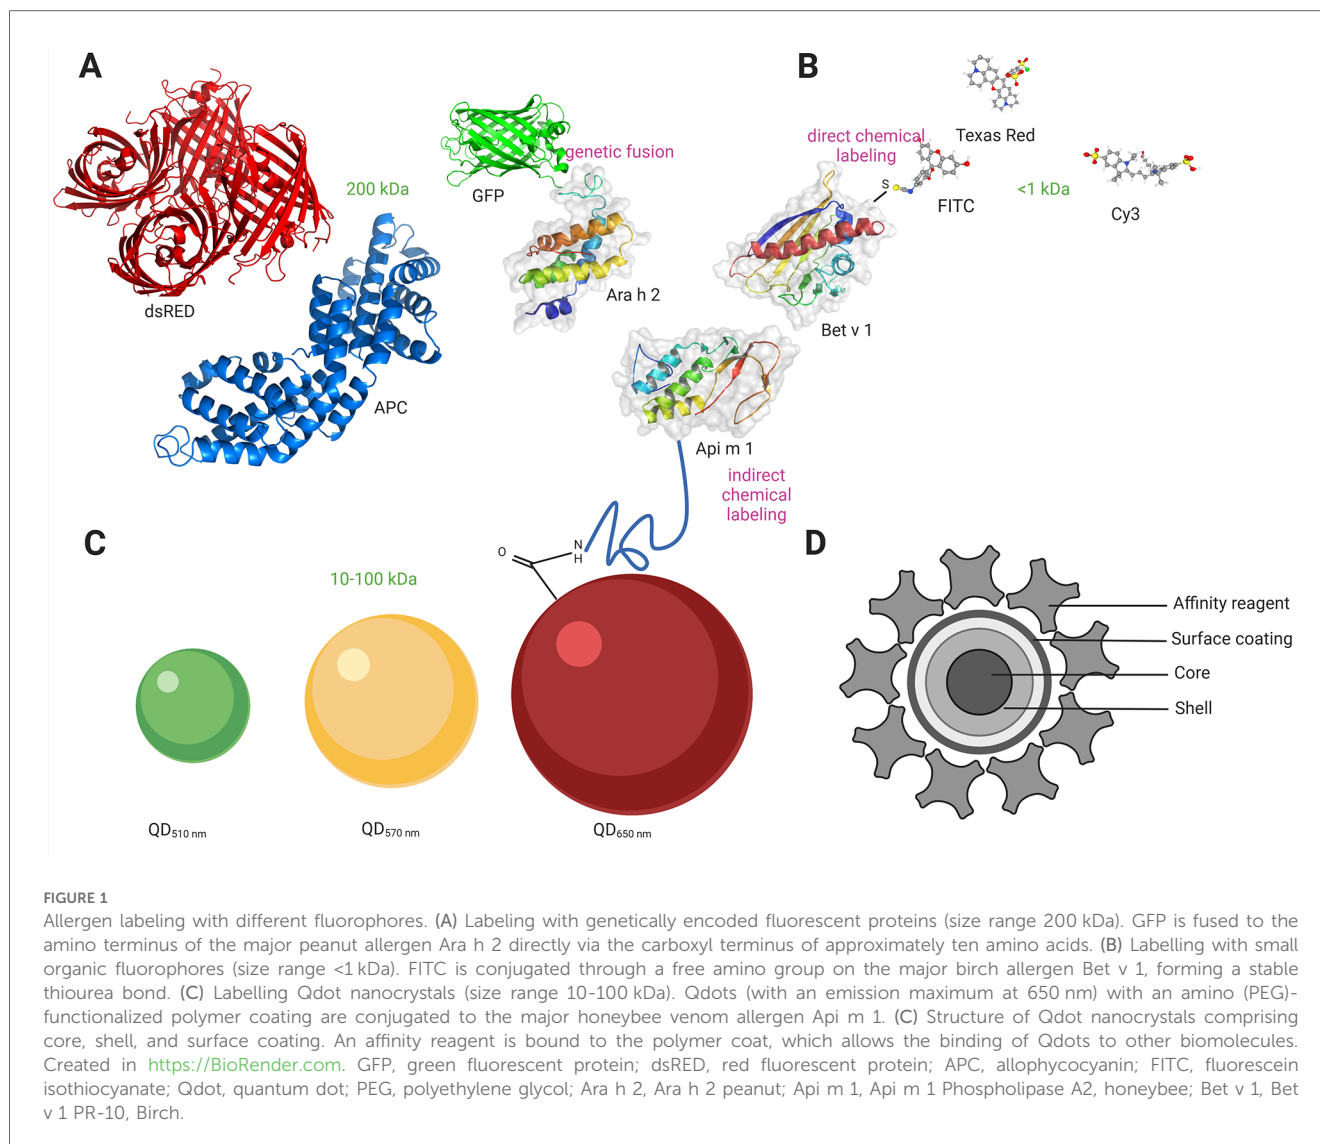 A
B
Texas Red
direct chemical
labeling
genetic fusion
GFP
200 kDa
S
FITC
<1 kDa
Cy3
dsRED
Ara h 2
Bet v 1
APC
Api m 1
indirect
chemical
labeling
C
D
O
N
H
10-100 kDa
Affinity reagent
Surface coating
Core
Shell
QD510 nm
QD570 nm
QD650 nm
FIGURE 1
Allergen labeling with different fluorophores. (A) Labeling with genetically encoded fluorescent proteins (size range 200 kDa). GFP is fused to the
amino terminus of the major peanut allergen Ara h 2 directly via the carboxyl terminus of approximately ten amino acids. (B) Labelling with small
organic fluorophores (size range <1 kDa). FITC is conjugated through a free amino group on the major birch allergen Bet v 1, forming a stable
thiourea bond. (C) Labelling Qdot nanocrystals (size range 10-100 kDa). Qdots (with an emission maximum at 650 nm) with an amino (PEG)-
functionalized polymer coating are conjugated to the major honeybee venom allergen Api m 1. (C) Structure of Qdot nanocrystals comprising
core, shell, and surface coating. An affinity reagent is bound to the polymer coat, which allows the binding of Qdots to other biomolecules.
Created in https://BioRender.com. GFP, green fluorescent protein; dsRED, red fluorescent protein; APC, allophycocyanin; FITC, fluorescein
isothiocyanate; Qdot, quantum dot; PEG, polyethylene glycol; Ara h 2, Ara h 2 peanut; Api m 1, Api m 1 Phospholipase A2, honeybee; Bet v 1, Bet
v 1 PR-10, Birch.